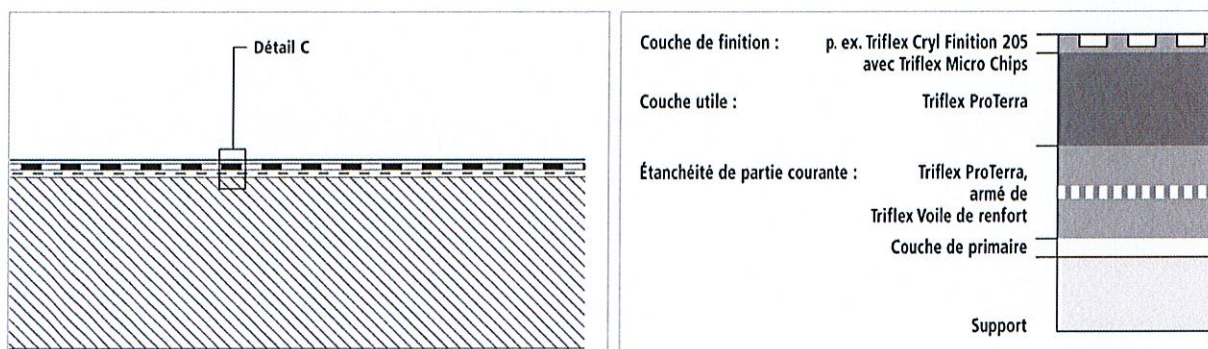 Détail C
Couche de finition : p. ex. Triflex Cryl Finition 205
avec Triflex Micro Chips
Couche utile : Triflex ProTerra
Étanchéité de partie courante : Triflex ProTerra,
armé de
Triflex Voile de renfort
Couche de primaire
Support